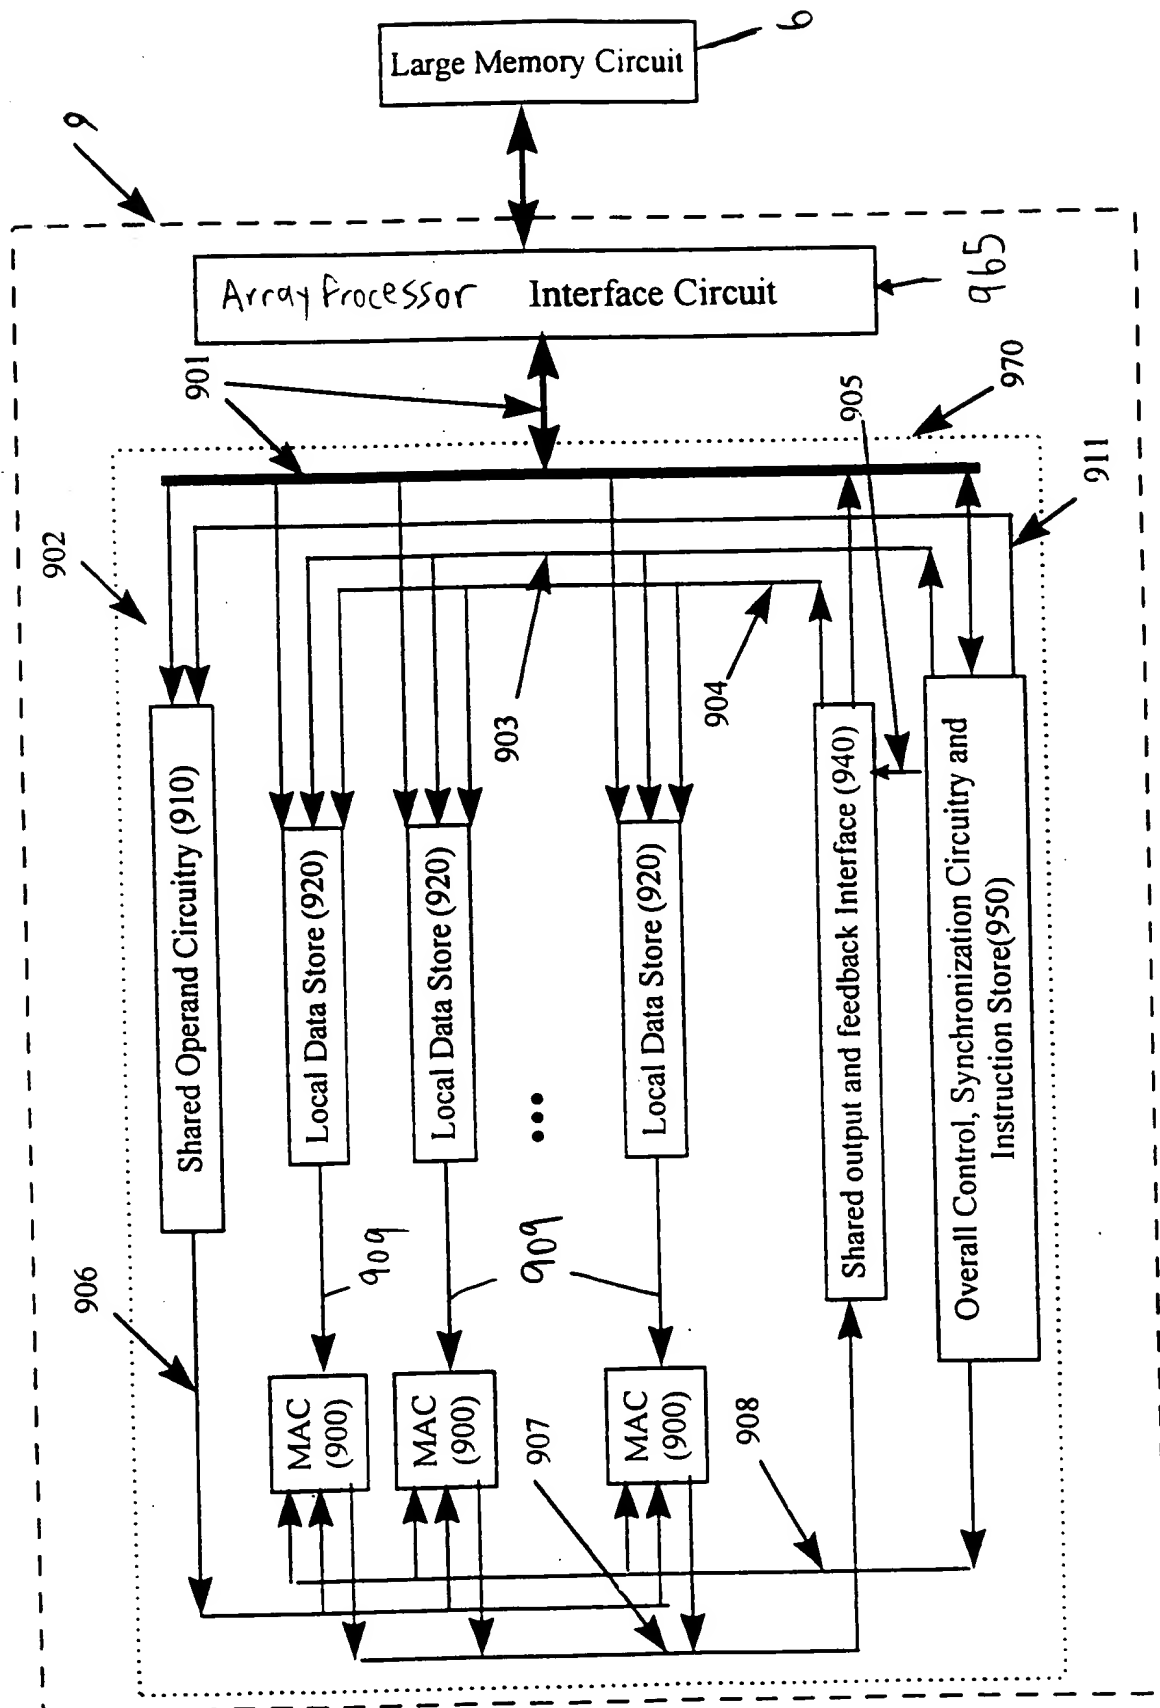 Large Memory Circuit
6
9
Array Processor Interface Circuit
965
901
905
970
911
902
903
904
Shared Operand Circuitry (910)
Local Data Store (920)
Local Data Store (920)
Local Data Store (920)
Shared output and feedback Interface (940)
Overall Control, Synchronization Circuitry and
Instruction Store(950)
906
909
909
MAC
(900)
MAC
(900)
MAC
(900)
907
908